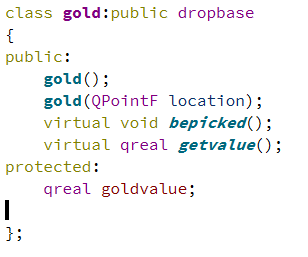 class gold:public dropbase
{
public:
    gold();
    gold(QPointF location);
    virtual void bepicked();
    virtual qreal getvalue();
protected:
    qreal goldvalue;
};